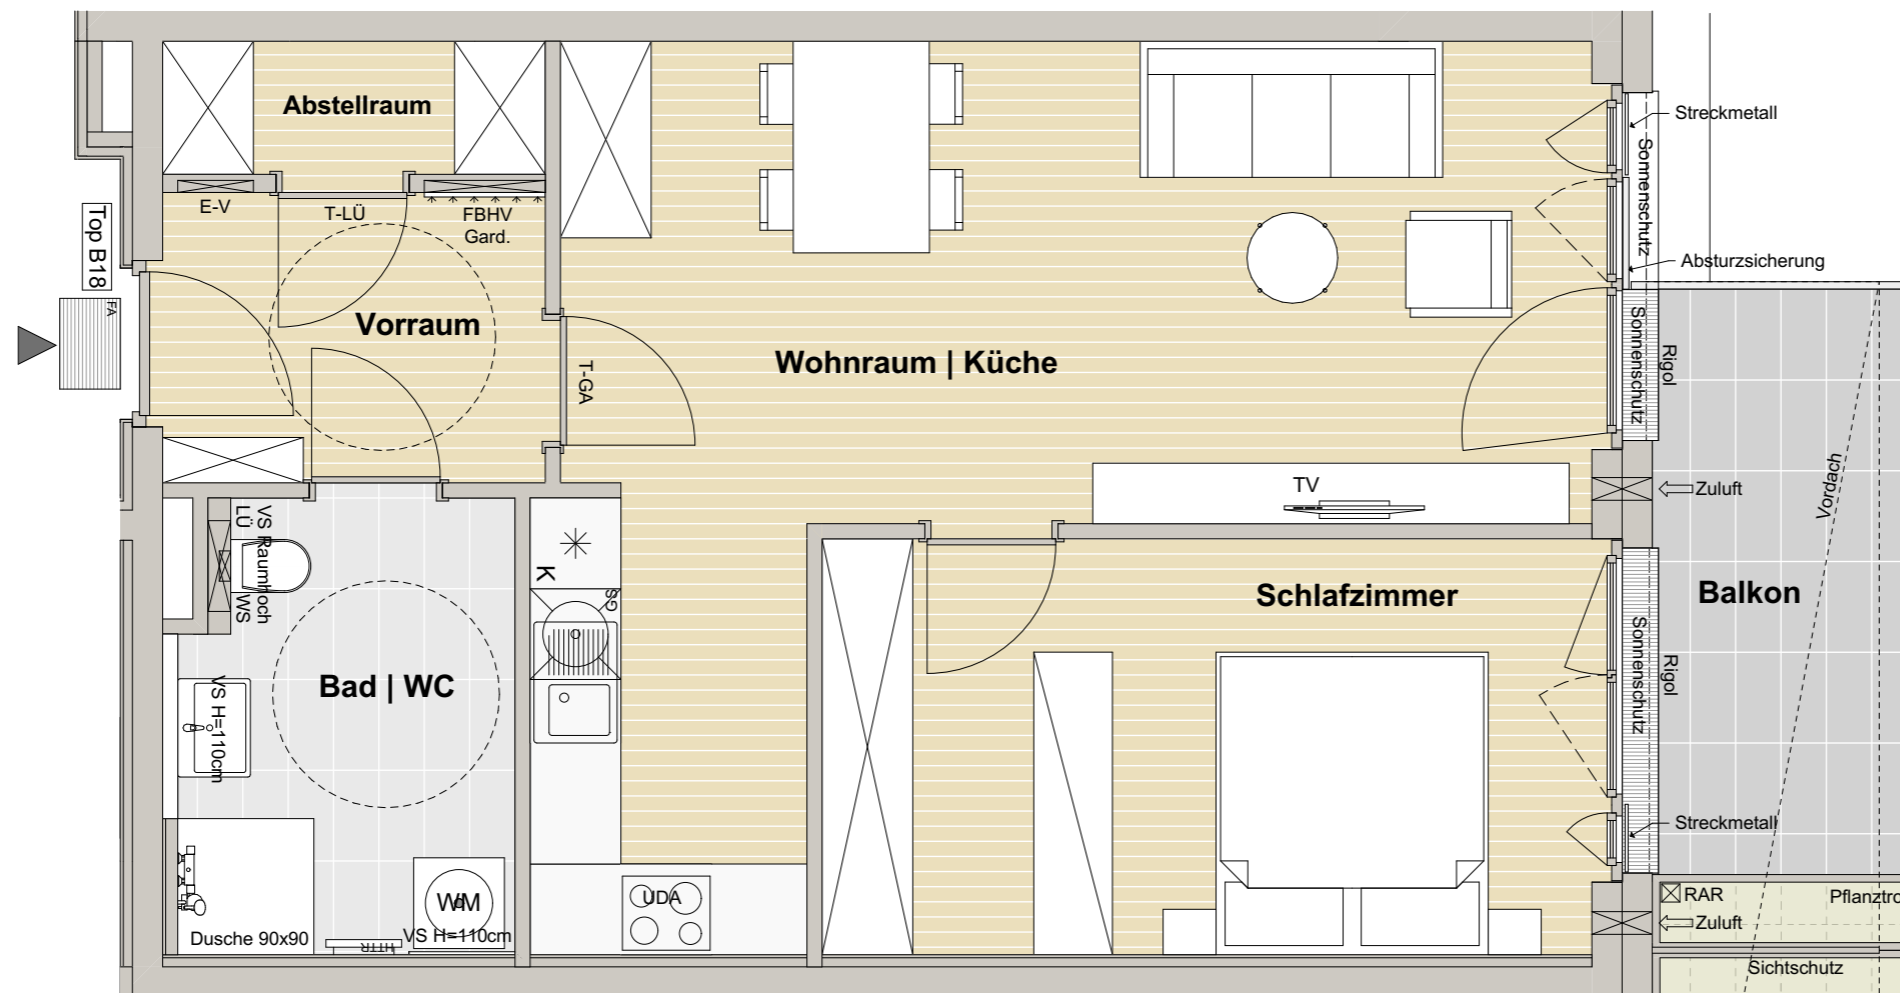 Abstellraum
E-V
T-LÜ
FBHV
Gard.
Top B18
FA
Vorraum
T-GA
Wohnraum | Küche
Streckmetall
Sonnenschutz
Absturzsicherung
Sonnenschutz
Rigol
TV
Zuluft
Vordach
VS Raumhoch
LÜ
WS
K
SG
Schlafzimmer
Balkon
Bad | WC
VS H=110cm
Sonnenschutz
Rigol
Streckmetall
WM
UDA
Dusche 90x90
HTTR
VS H=110cm
RAR
Pflanztro
Zuluft
Sichtschutz